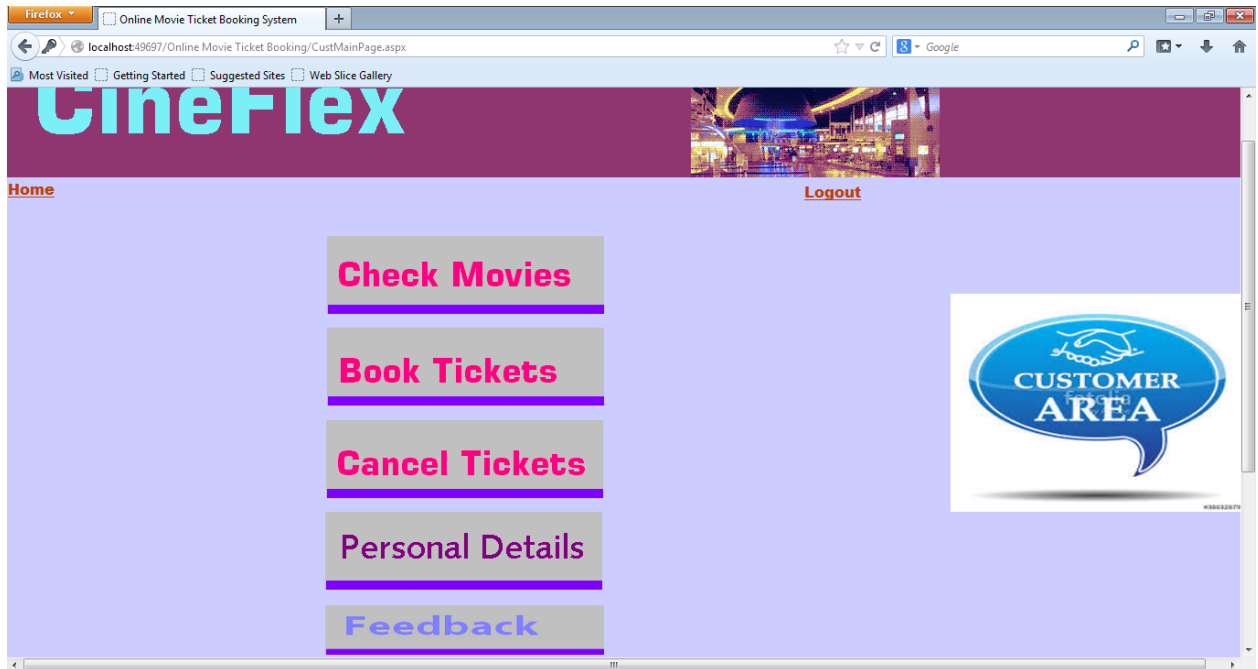 Firefox
Online Movie Ticket Booking System
localhost:49697/Online Movie Ticket Booking/CustMainPage.aspx
Google
Most Visited Getting Started Suggested Sites Web Slice Gallery
CineFlex
Home Logout
Check Movies
Book Tickets
Cancel Tickets
Personal Details
Feedback
CUSTOMER
AREA
fotolia